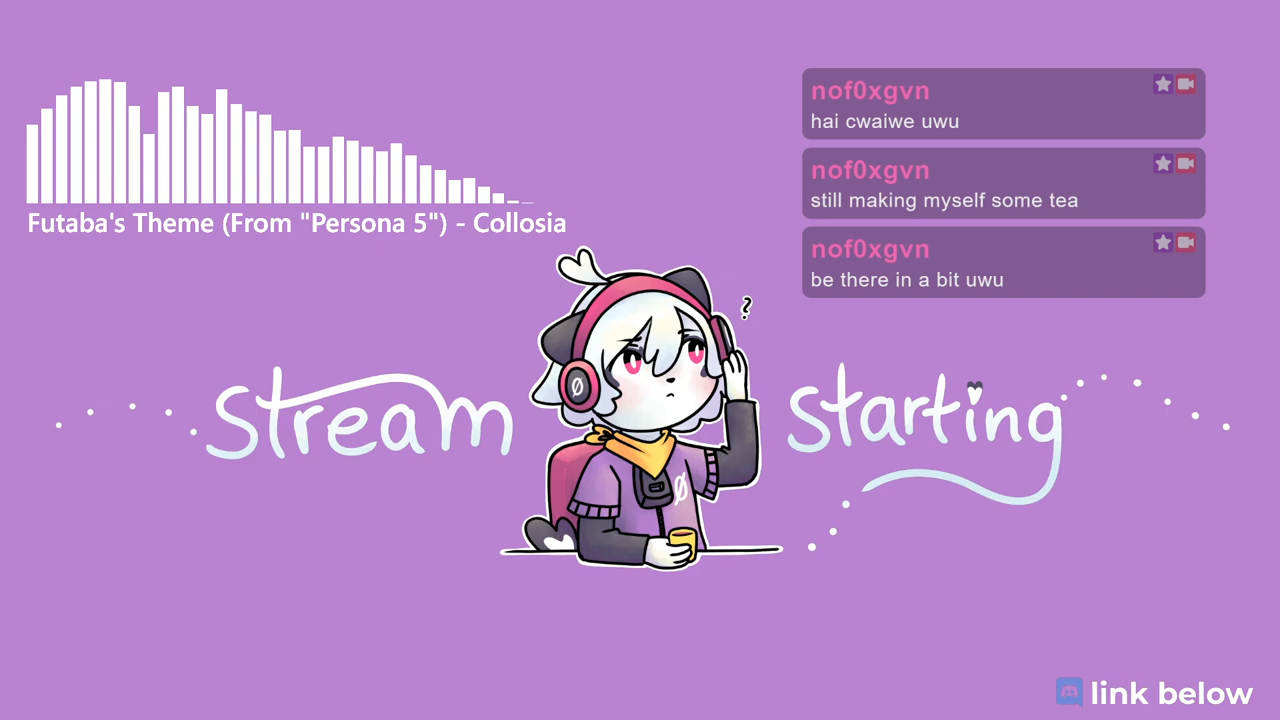 Futaba's Theme (From "Persona 5") - Collosia
nof0xgvn
hai cwaiwe uwu
nof0xgvn
still making myself some tea
nof0xgvn
be there in a bit uwu
?
stream starting
Ø
Ø
link below